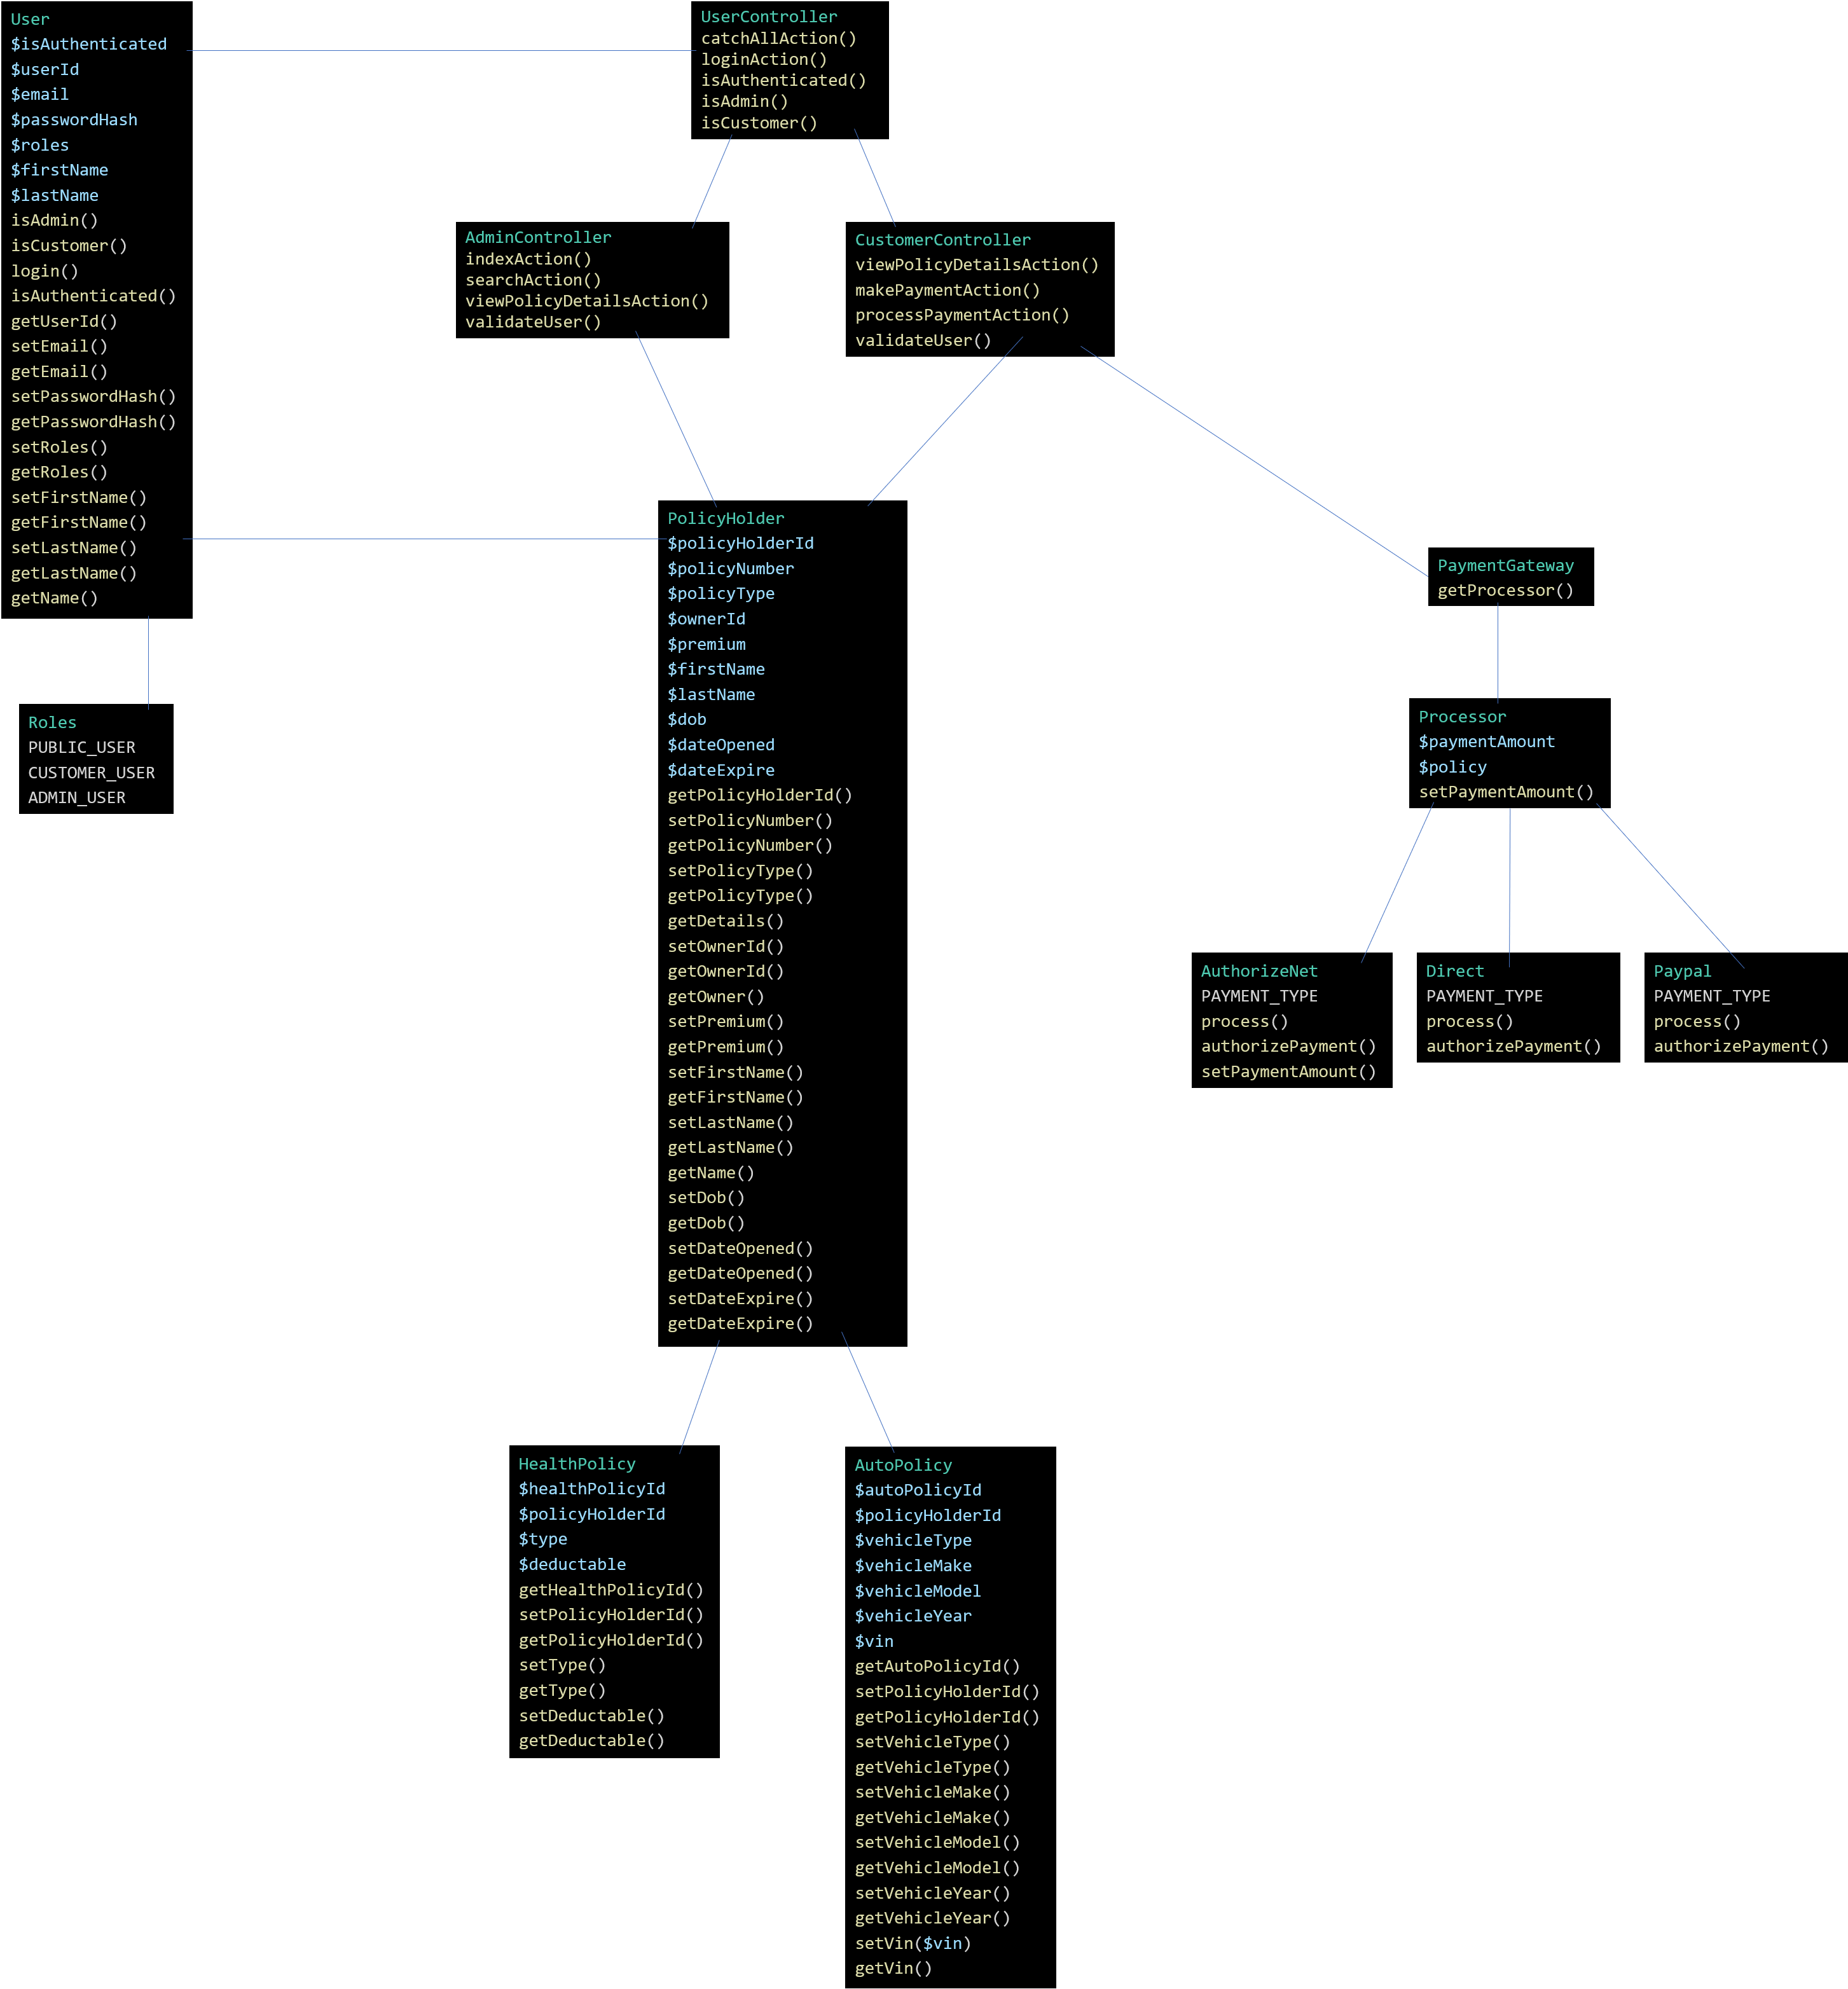 User
$isAuthenticated
$userId
$email
$passwordHash
$roles
$firstName
$lastName
isAdmin()
isCustomer()
login()
isAuthenticated()
getUserId()
setEmail()
getEmail()
setPasswordHash()
getPasswordHash()
setRoles()
getRoles()
setFirstName()
getFirstName()
setLastName()
getLastName()
getName()
UserController
catchAllAction()
loginAction()
isAuthenticated()
isAdmin()
isCustomer()
AdminController
indexAction()
searchAction()
viewPolicyDetailsAction()
validateUser()
CustomerController
viewPolicyDetailsAction()
makePaymentAction()
processPaymentAction()
validateUser()
Roles
PUBLIC_USER
CUSTOMER_USER
ADMIN_USER
PolicyHolder
$policyHolderId
$policyNumber
$policyType
$ownerId
$premium
$firstName
$lastName
$dob
$dateOpened
$dateExpire
getPolicyHolderId()
setPolicyNumber()
getPolicyNumber()
setPolicyType()
getPolicyType()
getDetails()
setOwnerId()
getOwnerId()
getOwner()
setPremium()
getPremium()
setFirstName()
getFirstName()
setLastName()
getLastName()
getName()
setDob()
getDob()
setDateOpened()
getDateOpened()
setDateExpire()
getDateExpire()
PaymentGateway
getProcessor()
Processor
$paymentAmount
$policy
setPaymentAmount()
AuthorizeNet
PAYMENT_TYPE
process()
authorizePayment()
setPaymentAmount()
Direct
PAYMENT_TYPE
process()
authorizePayment()
Paypal
PAYMENT_TYPE
process()
authorizePayment()
HealthPolicy
$healthPolicyId
$policyHolderId
$type
$deductable
getHealthPolicyId()
setPolicyHolderId()
getPolicyHolderId()
setType()
getType()
setDeductable()
getDeductable()
AutoPolicy
$autoPolicyId
$policyHolderId
$vehicleType
$vehicleMake
$vehicleModel
$vehicleYear
$vin
getAutoPolicyId()
setPolicyHolderId()
getPolicyHolderId()
setVehicleType()
getVehicleType()
setVehicleMake()
getVehicleMake()
setVehicleModel()
getVehicleModel()
setVehicleYear()
getVehicleYear()
setVin($vin)
getVin()